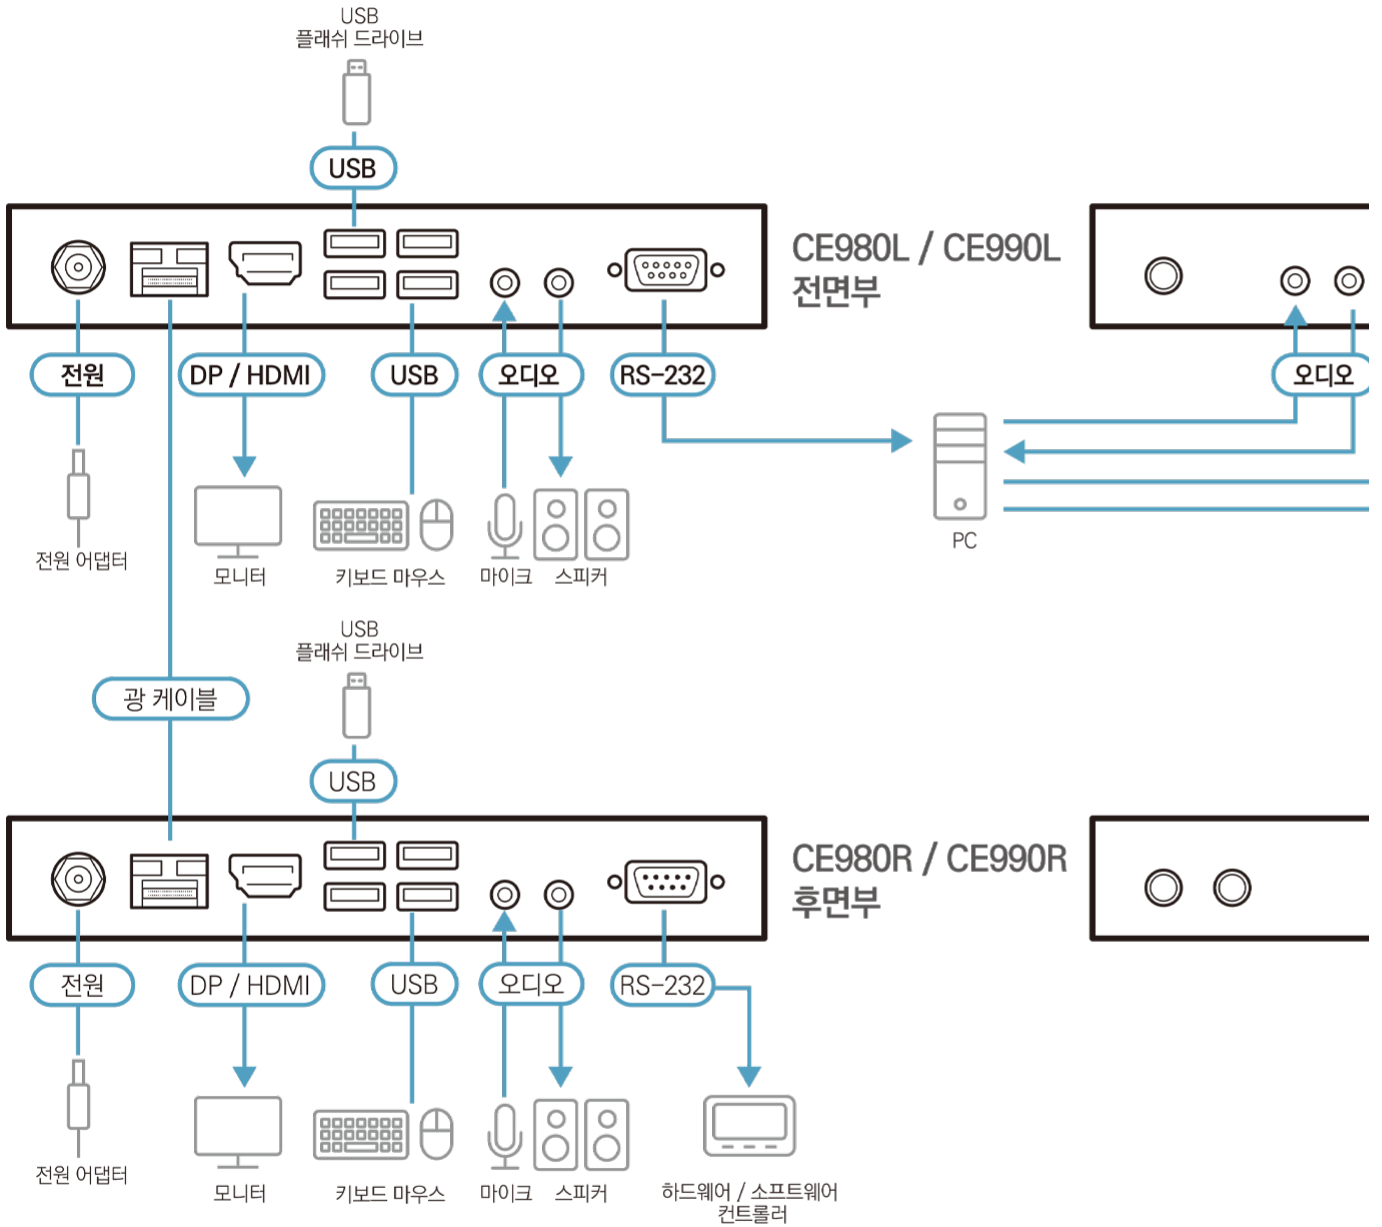 USB
플래쉬 드라이브
USB
CE980L / CE990L
전면부
전원
DP / HDMI
USB
오디오
RS-232
오디오
PC
전원 어댑터
모니터
키보드 마우스
마이크
스피커
USB
플래쉬 드라이브
광 케이블
USB
CE980R / CE990R
후면부
전원
DP / HDMI
USB
오디오
RS-232
전원 어댑터
모니터
키보드 마우스
마이크
스피커
하드웨어 / 소프트웨어
컨트롤러